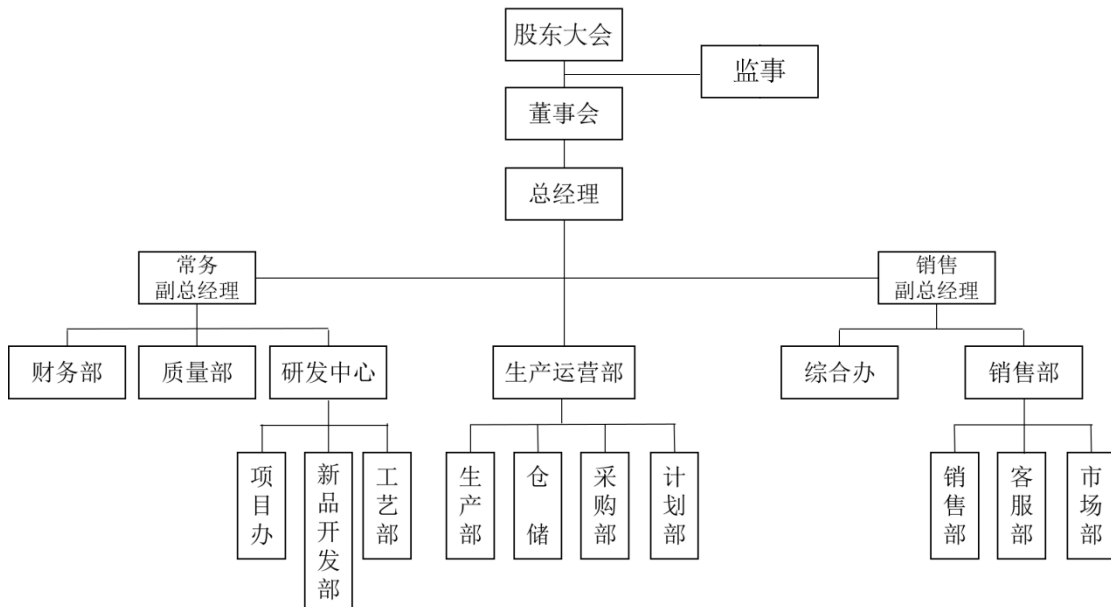 股东大会
监事
董事会
总经理
常务
副总经理
销售
副总经理
财务部
质量部
研发中心
生产运营部
综合办
销售部
项目办
新品开发部
工艺部
生产部
仓储
采购部
计划部
销售部
客服部
市场部